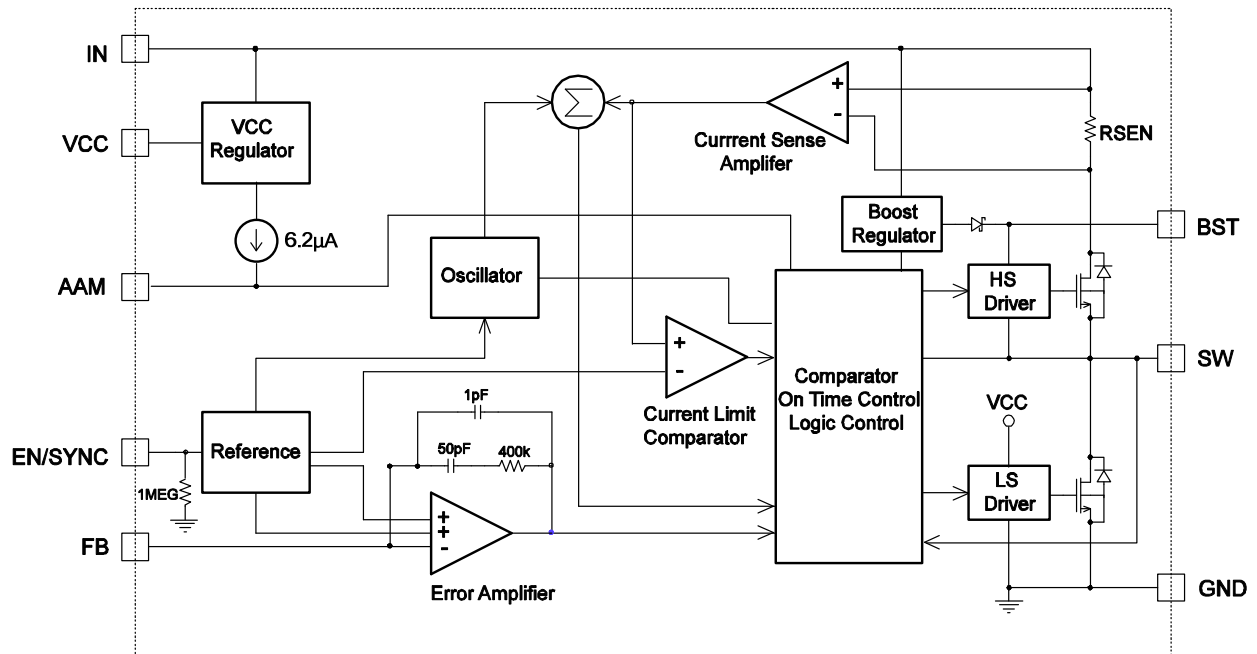 IN
VCC
VCC
Regulator
6.2µA
AAM
Oscillator
Σ
+
-
Currrent Sense
Amplifer
RSEN
Boost
Regulator
BST
HS
Driver
SW
+
-
Current Limit
Comparator
Comparator
On Time Control
Logic Control
VCC
LS
Driver
GND
EN/SYNC
1MEG
Reference
1pF
50pF
400k
FB
+
+
-
Error Amplifier